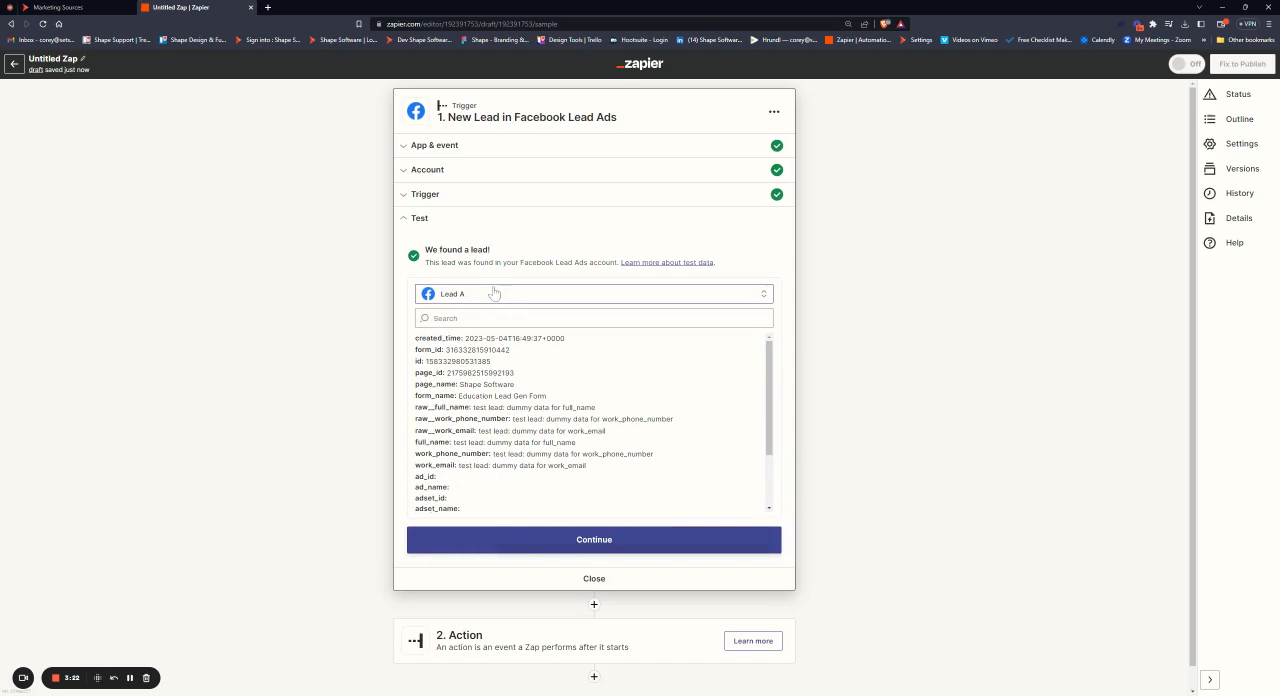 Marketing Sources
Untitled Zap | Zapier
zapier.com/editor/192391753/draft/192391753/sample
VPN
Inbox - corey@sets...
Shape Support | Tre...
Shape Design & Fu...
Sign into : Shape S...
Shape Software | Lo...
Dev Shape Softwar...
Shape - Branding &...
Design Tools | Trello
Hootsuite - Login
(14) Shape Softwar...
Hrundl — corey@s...
Zapier | Automatio...
Settings
Videos on Vimeo
Free Checklist Mak...
Calendly
My Meetings - Zoom
»
Other bookmarks
Untitled Zap
draft saved just now
zapier
Off
Fix to Publish
Trigger
1. New Lead in Facebook Lead Ads
App & event
Account
Trigger
Test
We found a lead!
This lead was found in your Facebook Lead Ads account. Learn more about test data.
Lead A
Search
created_time: 2023-05-04T16:49:37+0000
form_id: 316332815910442
id: 158332980531385
page_id: 2175982515992193
page_name: Shape Software
form_name: Education Lead Gen Form
raw__full_name: test lead: dummy data for full_name
raw__work_phone_number: test lead: dummy data for work_phone_number
raw__work_email: test lead: dummy data for work_email
full_name: test lead: dummy data for full_name
work_phone_number: test lead: dummy data for work_phone_number
work_email: test lead: dummy data for work_email
ad_id:
ad_name:
adset_id:
adset_name:
Continue
Close
2. Action
An action is an event a Zap performs after it starts
Learn more
Status
Outline
Settings
Versions
History
Details
Help
3:22